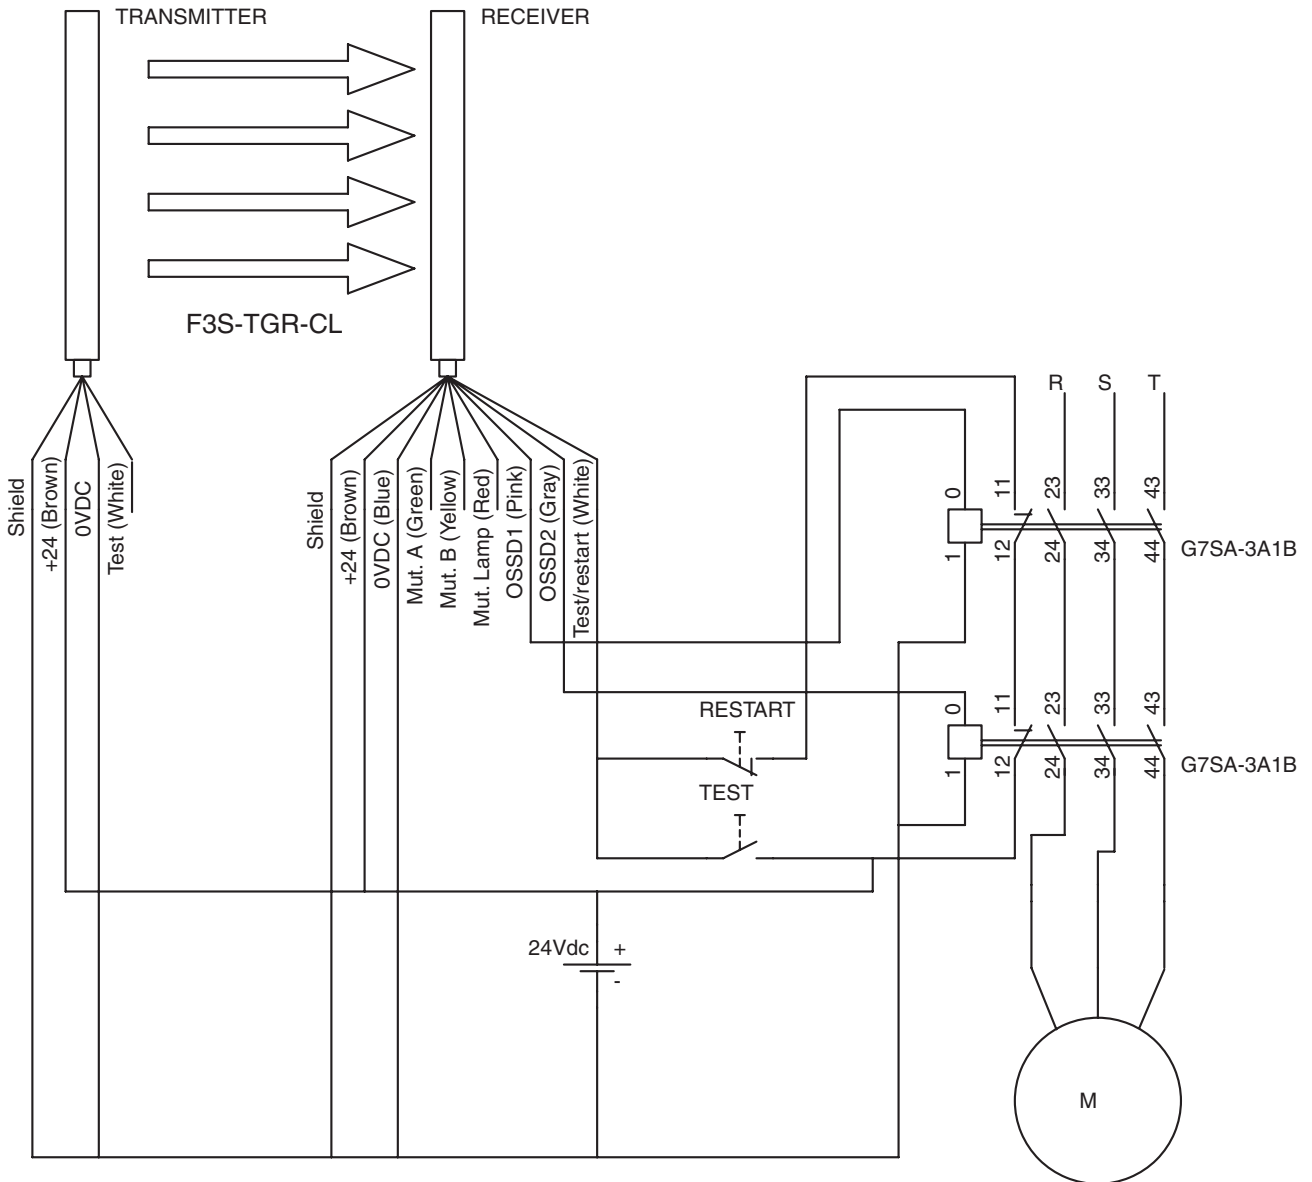 TRANSMITTER
RECEIVER
F3S-TGR-CL
Shield
+24 (Brown)
0VDC
Test (White)
Shield
+24 (Brown)
0VDC (Blue)
Mut. A (Green)
Mut. B (Yellow)
Mut. Lamp (Red)
OSSD1 (Pink)
OSSD2 (Gray)
Test/restart (White)
R S T
0 11 23 33 43
1 12 24 34 44
G7SA-3A1B
0 11 23 33 43
1 12 24 34 44
G7SA-3A1B
RESTART
TEST
24Vdc + -
M